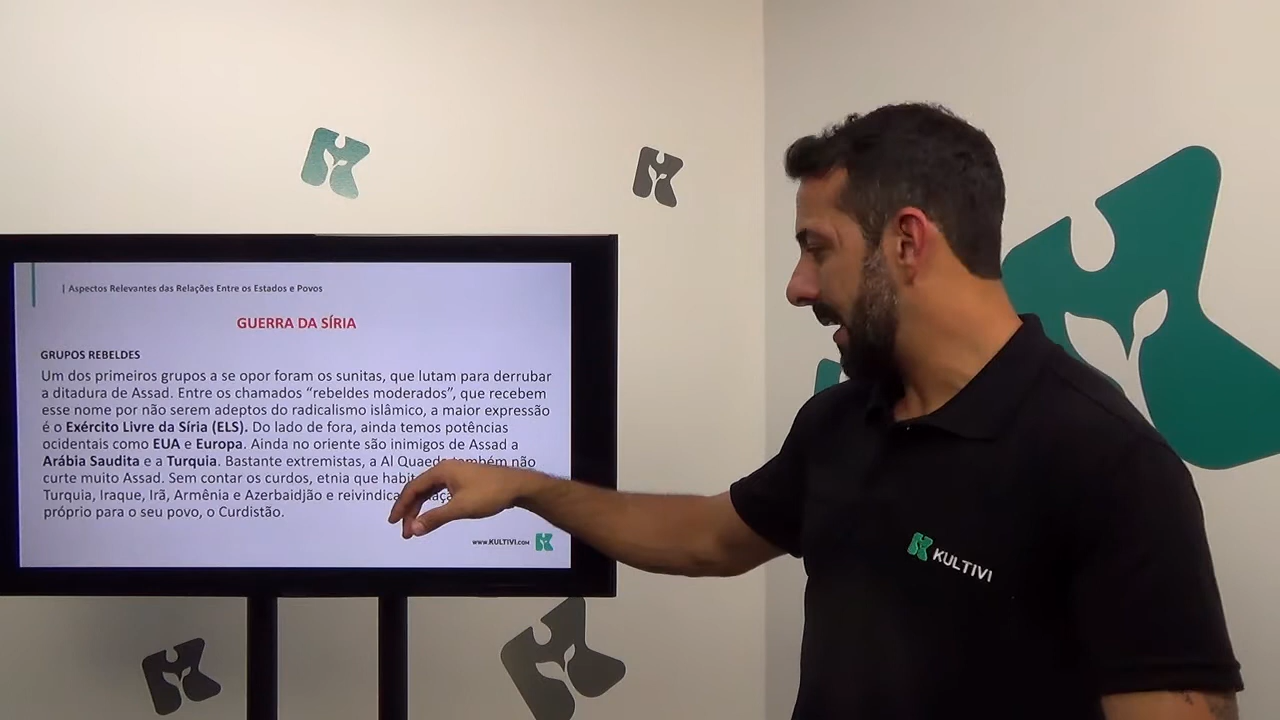 | Aspectos Relevantes das Relações Entre os Estados e Povos
GUERRA DA SÍRIA
GRUPOS REBELDES
Um dos primeiros grupos a se opor foram os sunitas, que lutam para derrubar
a ditadura de Assad. Entre os chamados “rebeldes moderados”, que recebem
esse nome por não serem adeptos do radicalismo islâmico, a maior expressão
é o Exército Livre da Síria (ELS). Do lado de fora, ainda temos potências
ocidentais como EUA e Europa. Ainda no oriente são inimigos de Assad a
Arábia Saudita e a Turquia. Bastante extremistas, a Al Quaeda também não
curte muito Assad. Sem contar os curdos, etnia que
Turquia, Iraque, Irã, Armênia e Azerbaidjão e
próprio para o seu povo, o Curdistão.
www.KULTIVI.COM
KULTIVI